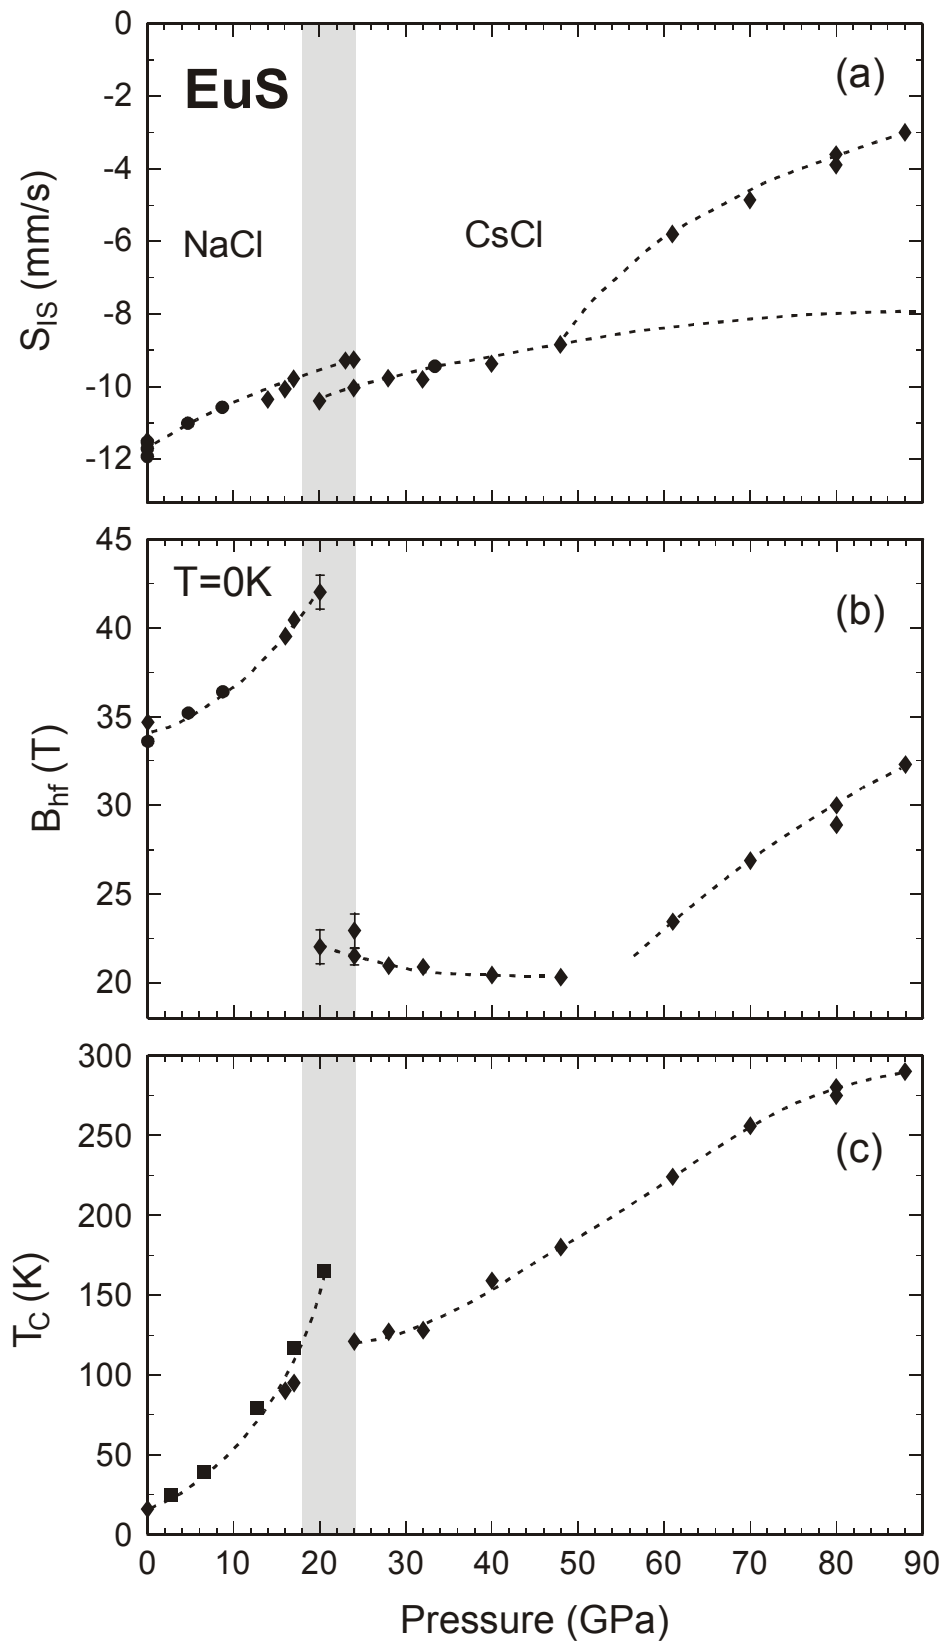 0
EuS
(a)
-2
-4
NaCl
CsCl
-6
-8
-10
-12
S_IS (mm/s)
45
T=0K
(b)
40
35
30
25
20
B_hf (T)
300
250
(c)
200
150
100
50
0
T_C (K)
0 10 20 30 40 50 60 70 80 90
Pressure (GPa)